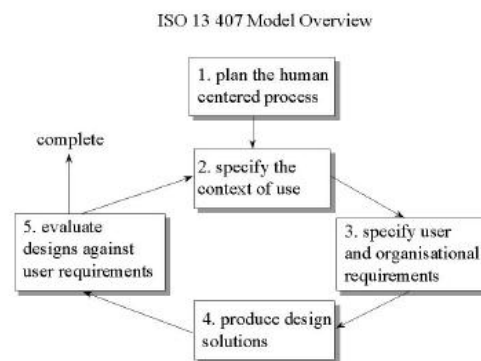 ISO 13 407 Model Overview
1. plan the human
centered process
complete
2. specify the
context of use
5. evaluate
designs against
user requirements
3. specify user
and organisational
requirements
4. produce design
solutions